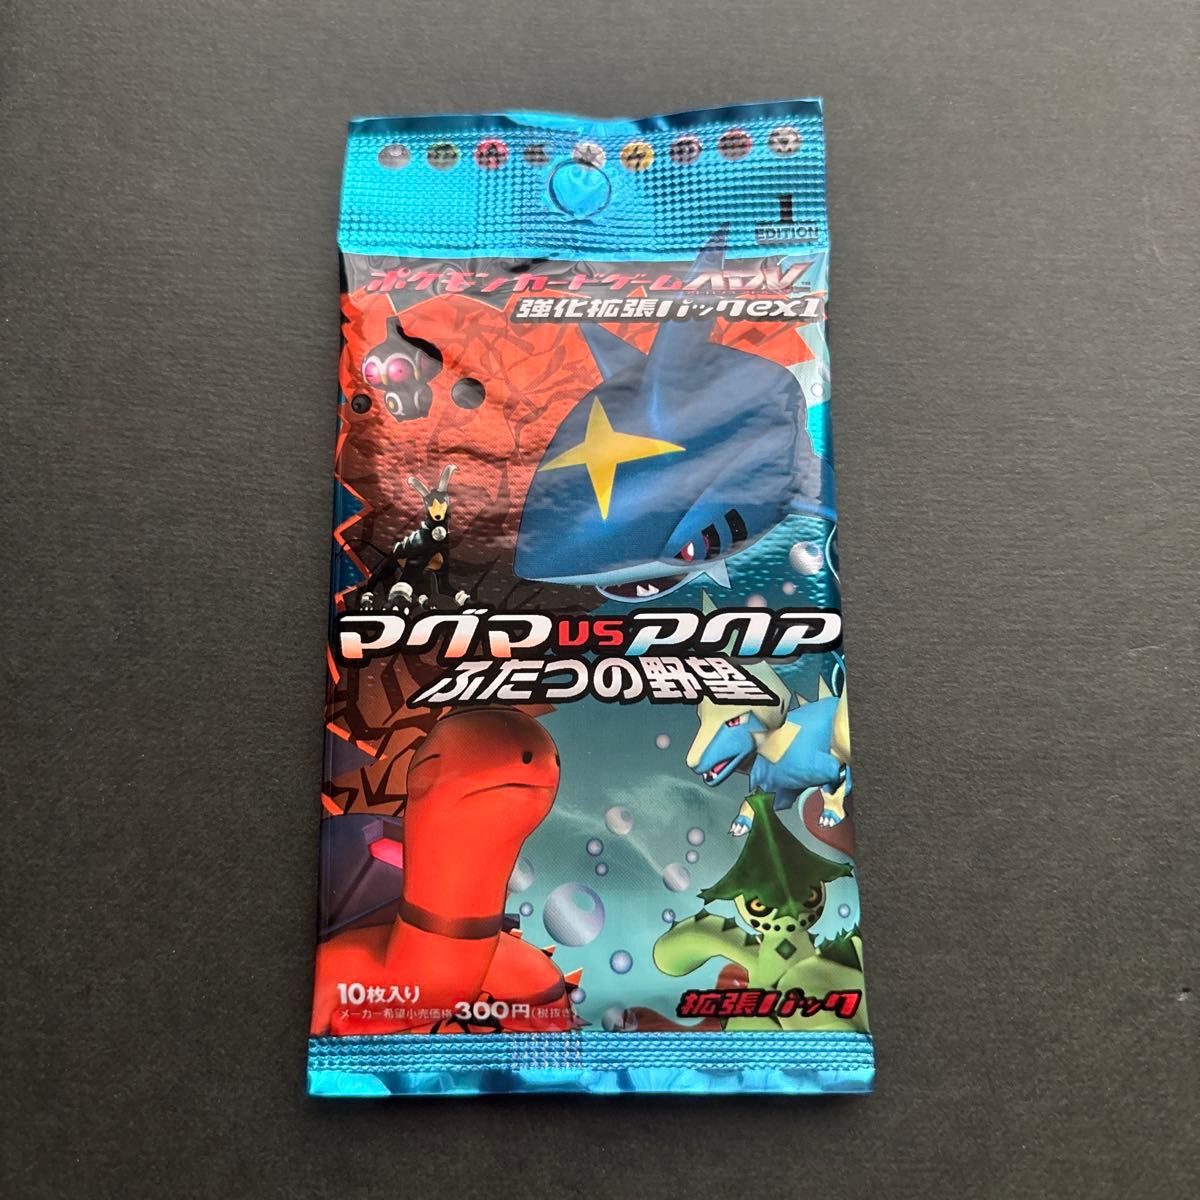 1
EDITION
ポケモンカードゲームADV
強化拡張パックex1
マグマVSアクア
ふたつの野望
10枚入り
メーカー希望小売価格 300円(税抜き)
拡張パック